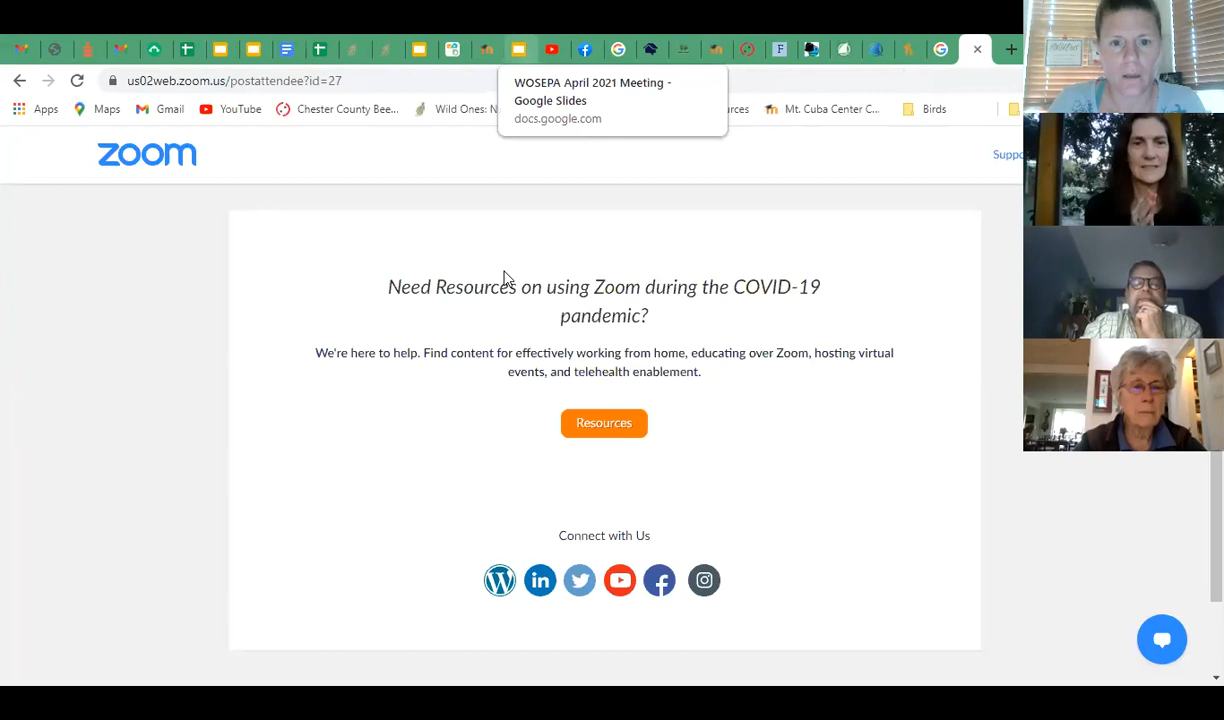 us02web.zoom.us/postattendee?id=27
WOSEPA April 2021 Meeting -
Google Slides
docs.google.com
Apps
Maps
Gmail
YouTube
Chester County Bee...
Wild Ones: N
Mt. Cuba Center C...
Birds
zoom
Suppo
Need Resources on using Zoom during the COVID-19
pandemic?
We're here to help. Find content for effectively working from home, educating over Zoom, hosting virtual
events, and telehealth enablement.
Resources
Connect with Us